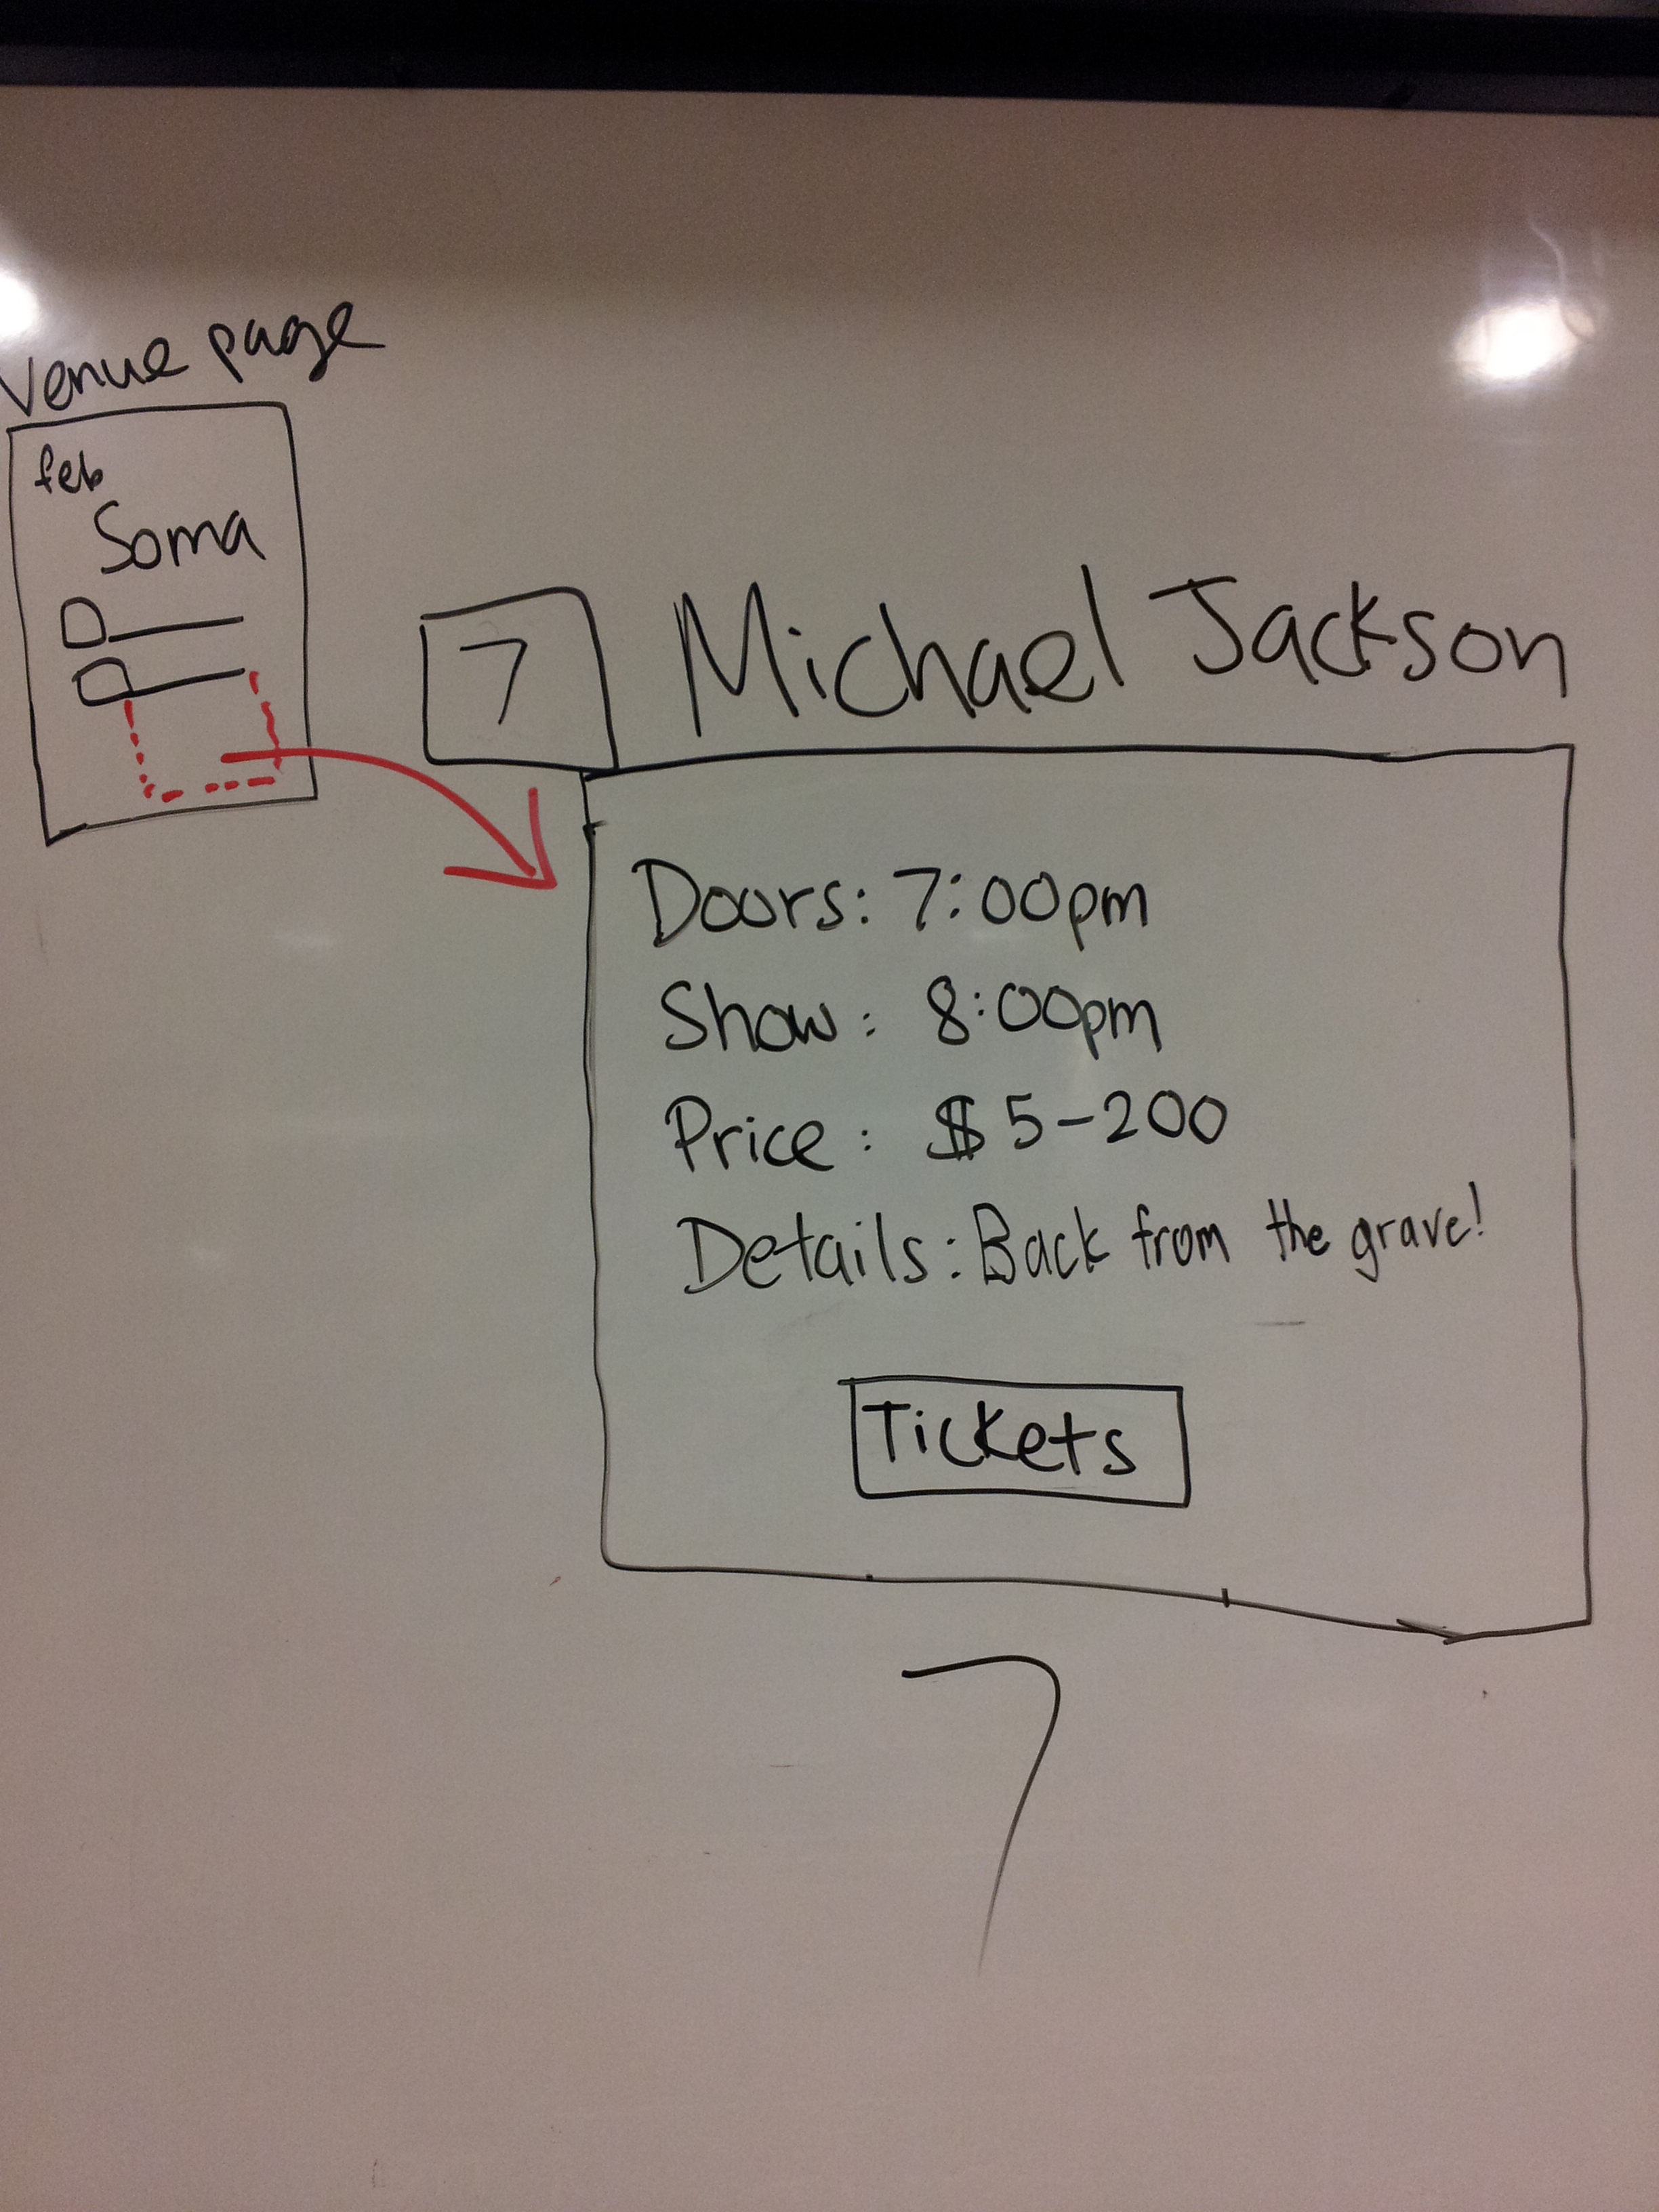 Venue page
feb
Soma
7
Michael Jackson
Doors: 7:00pm
Show: 8:00pm
Price: $5-200
Details: Back from the grave!
Tickets
7